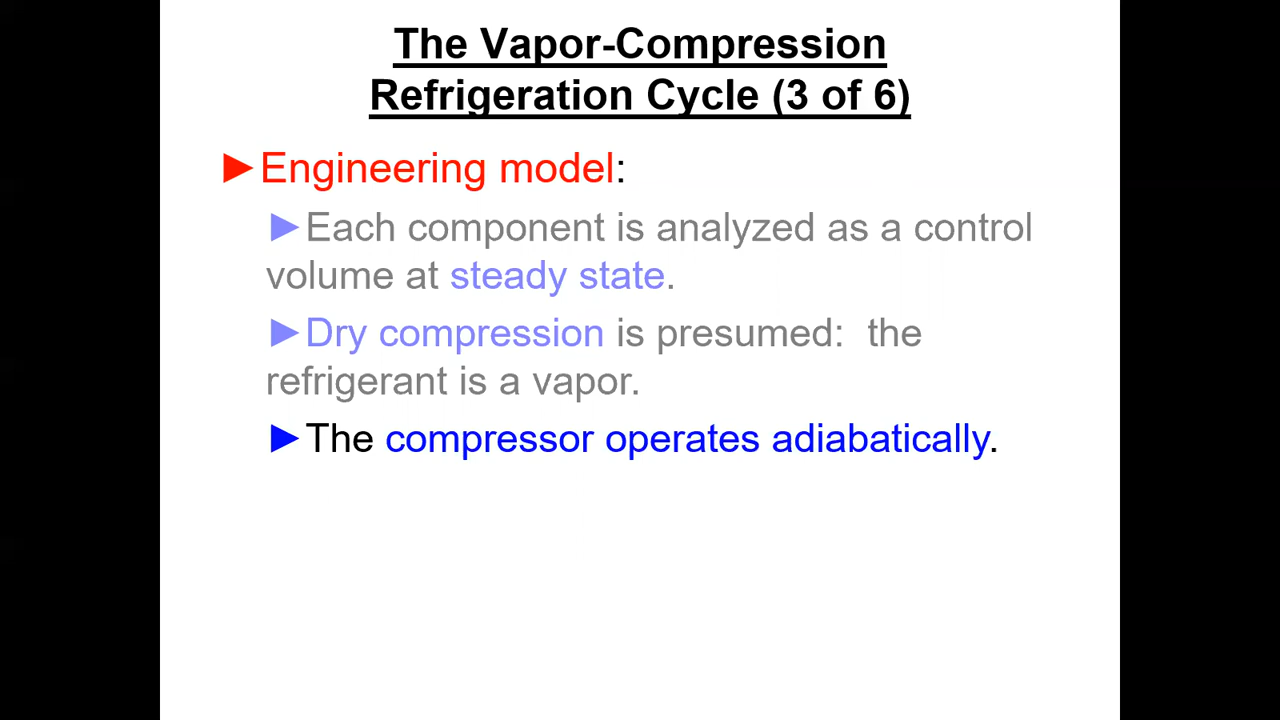 The Vapor-Compression
Refrigeration Cycle (3 of 6)
►Engineering model:
►Each component is analyzed as a control
volume at steady state.
►Dry compression is presumed:  the
refrigerant is a vapor.
►The compressor operates adiabatically.